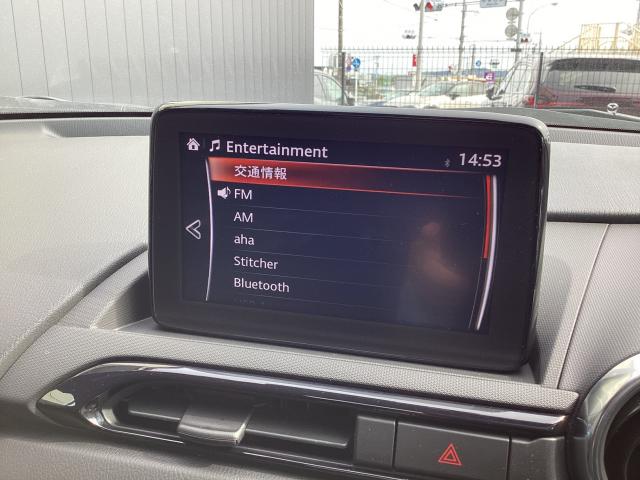 Entertainment
14:53
交通情報
FM
AM
aha
Stitcher
Bluetooth